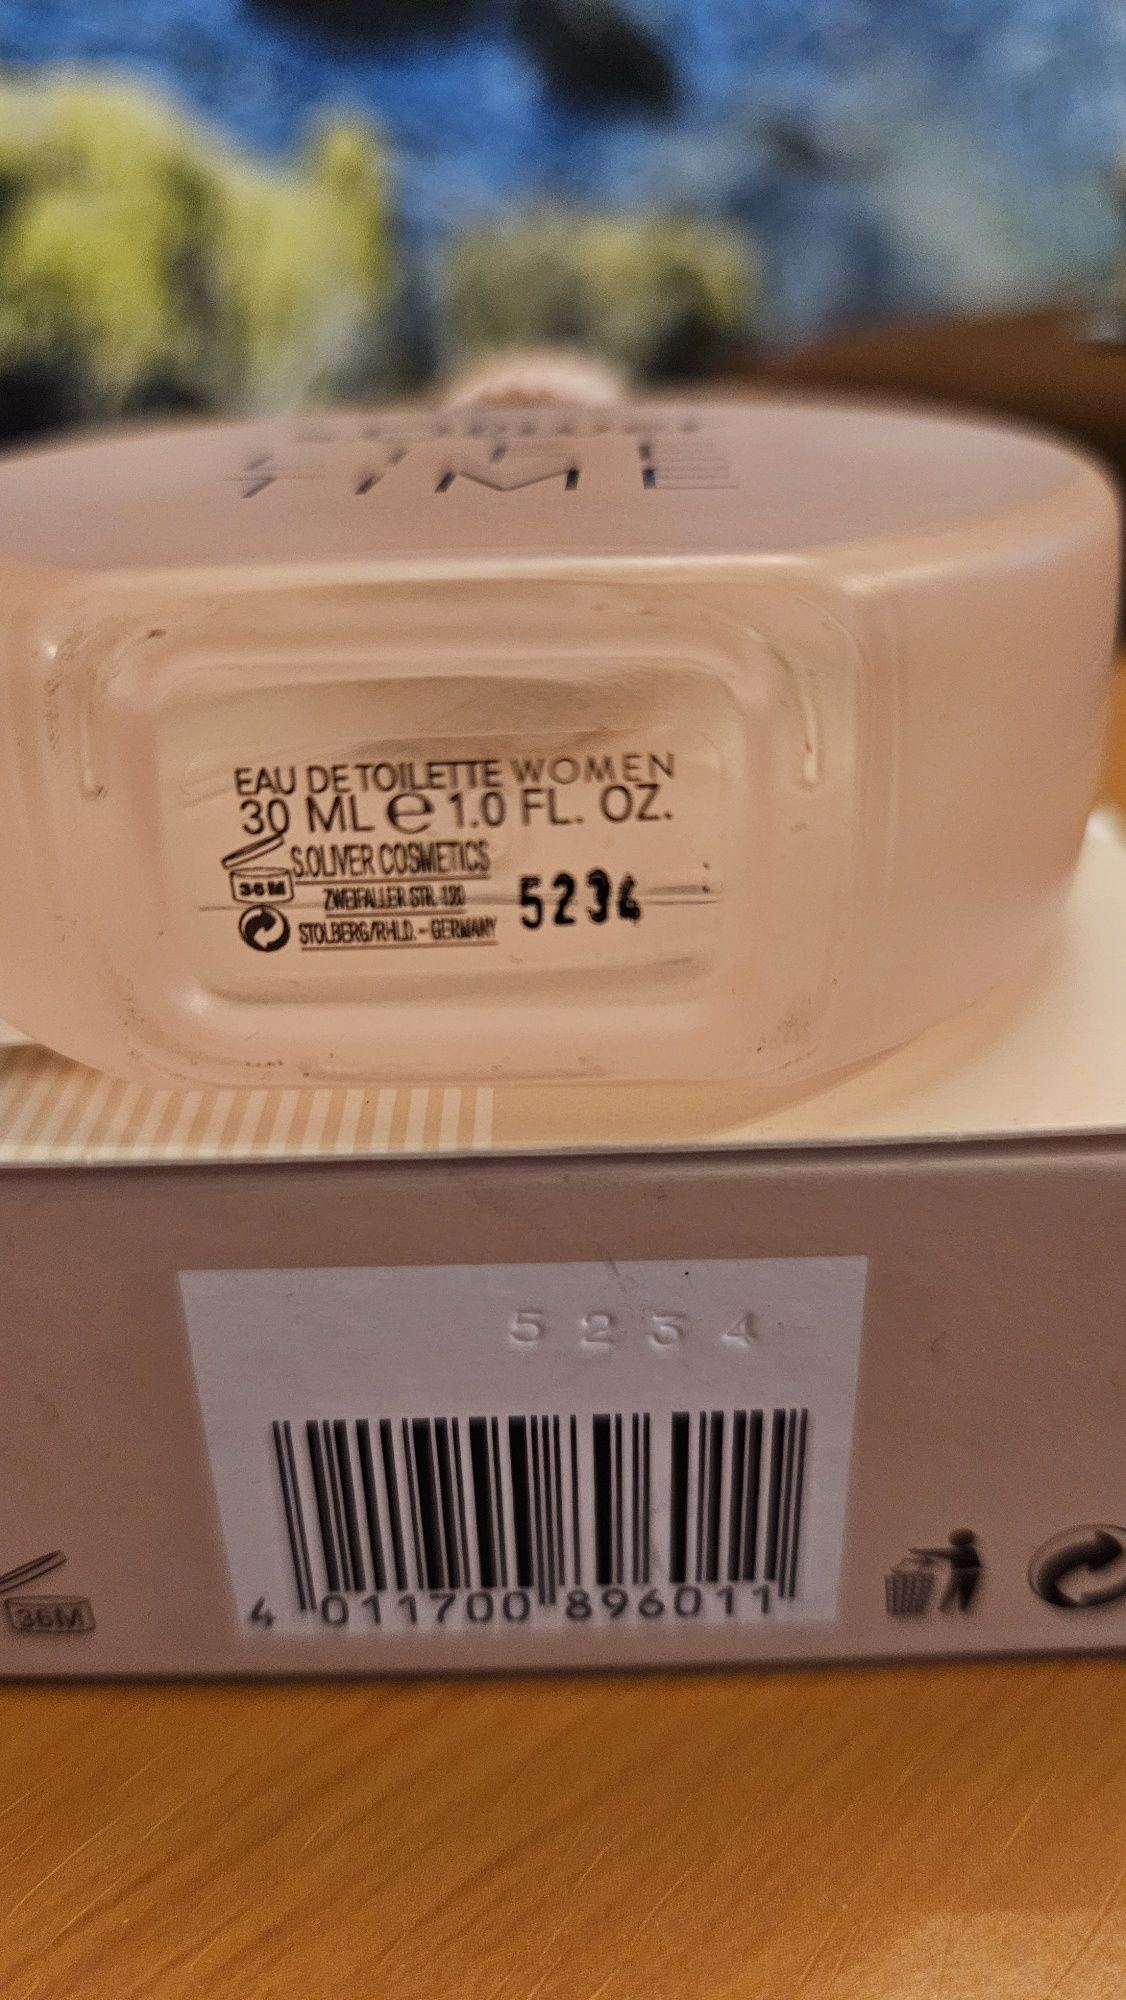 TIME
EAU DE TOILETTE WOMEN
30 ML ℮ 1.0 FL. OZ.
36M
S.OLIVER COSMETICS
ZWEIFALLER STR. 120
STOLBERG/RHLD. - GERMANY
5234
5234
4 011700 896011
36M